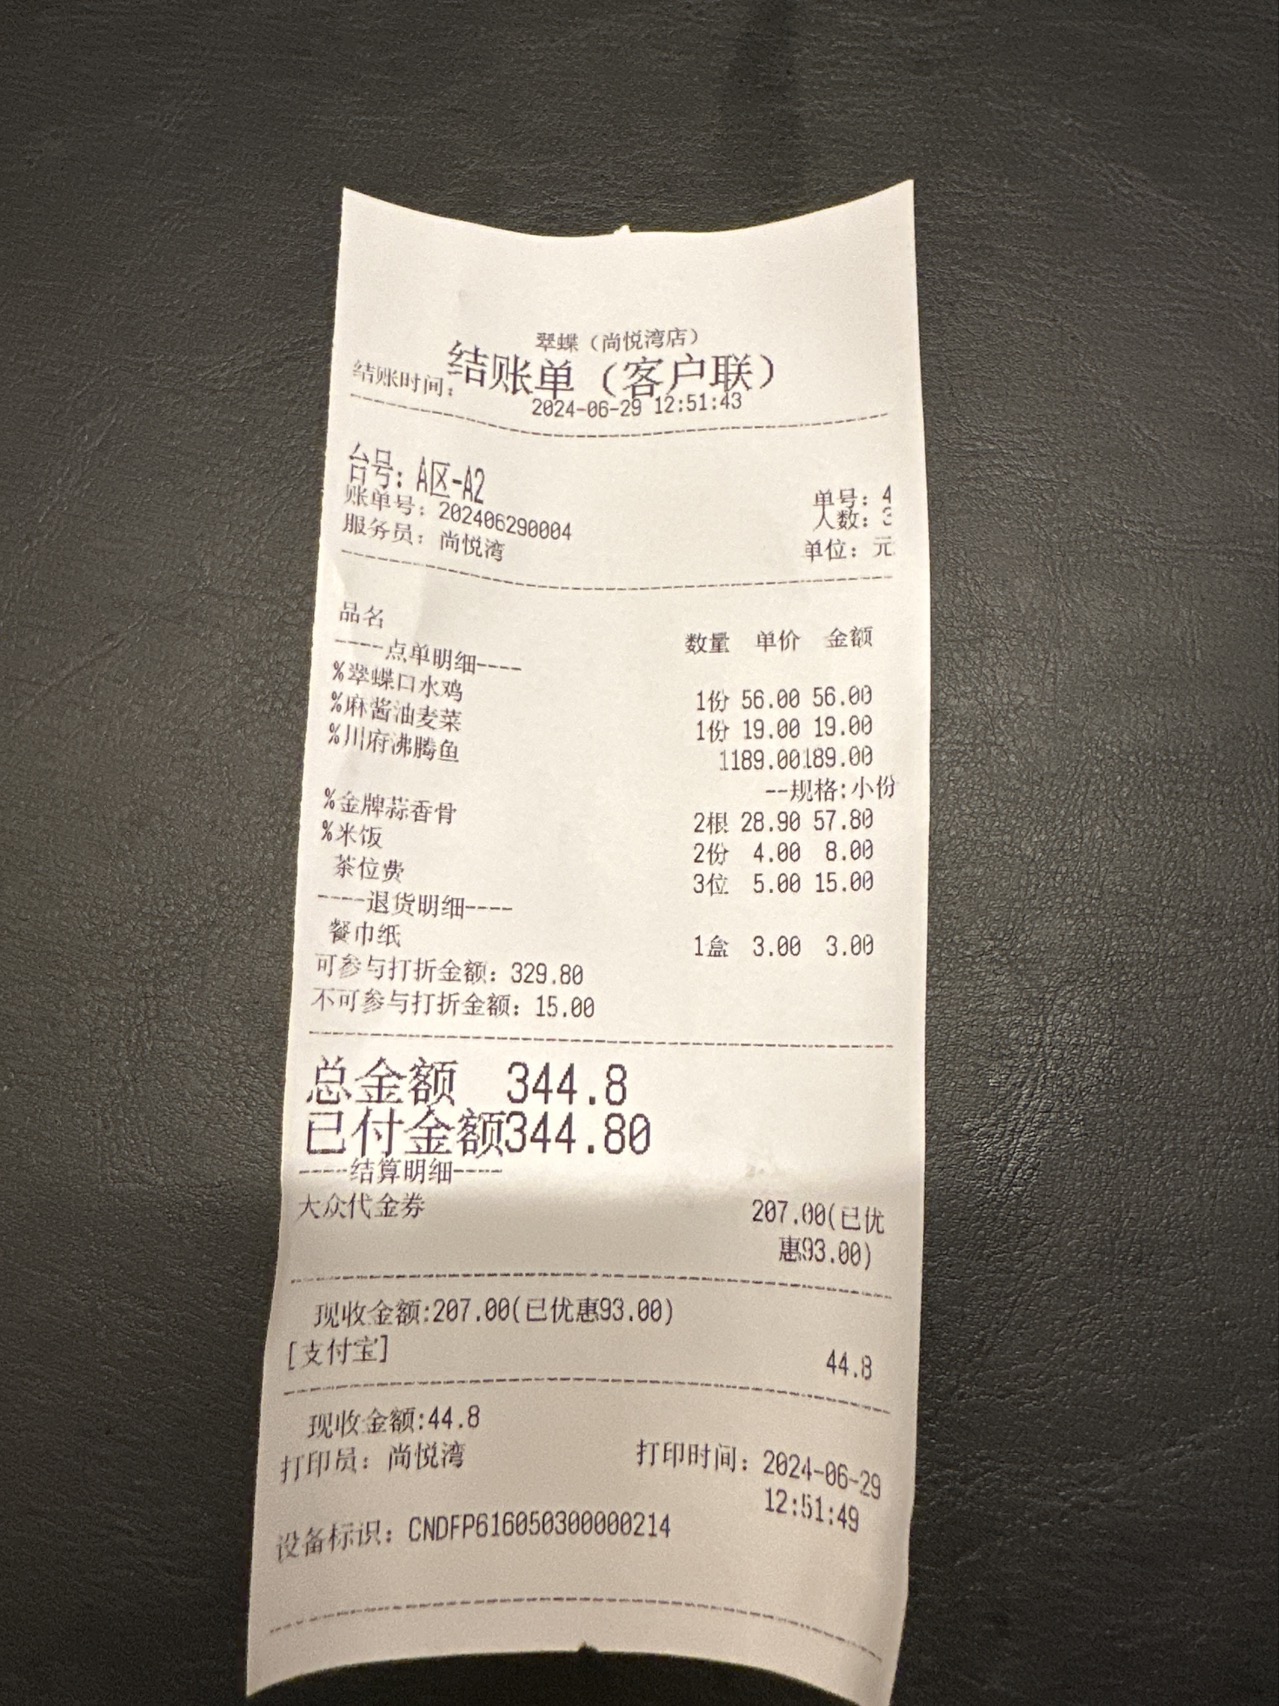 翠蝶（尚悦湾店）
结账单（客户联）
结账时间：
2024-06-29 12:51:43
台号：A区-A2
单号：4
账单号：202406290004
人数：3
服务员：尚悦湾
单位：元
品名 数量 单价 金额
----点单明细----
%翠蝶口水鸡 1份 56.00 56.00
%麻酱油麦菜 1份 19.00 19.00
%川府沸腾鱼 1189.00189.00
--规格:小份
%金牌蒜香骨 2根 28.90 57.80
%米饭 2份 4.00 8.00
茶位费 3位 5.00 15.00
----退货明细----
餐巾纸 1盒 3.00 3.00
可参与打折金额：329.80
不可参与打折金额：15.00
总金额 344.8
已付金额344.80
----结算明细----
大众代金券 207.00(已优
惠93.00)
现收金额:207.00(已优惠93.00)
[支付宝] 44.8
现收金额:44.8
打印员：尚悦湾 打印时间：2024-06-29
12:51:49
设备标识：CNDFP616050300000214